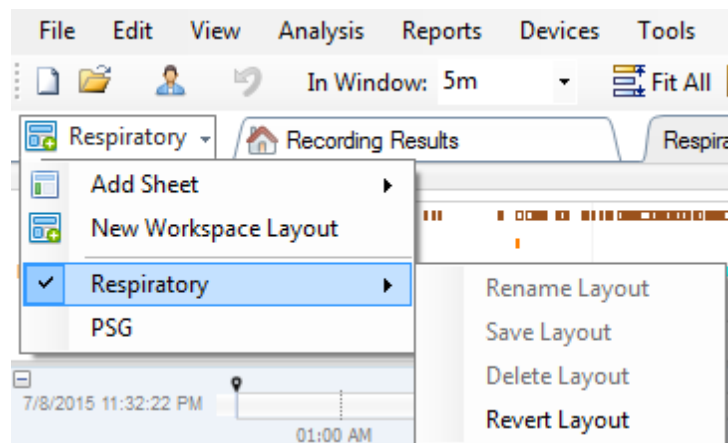 File Edit View Analysis Reports Devices Tools
In Window: 5m Fit All
Respiratory Recording Results Respira
Add Sheet
New Workspace Layout
Respiratory
PSG
Rename Layout
Save Layout
Delete Layout
Revert Layout
7/8/2015 11:32:22 PM
01:00 AM